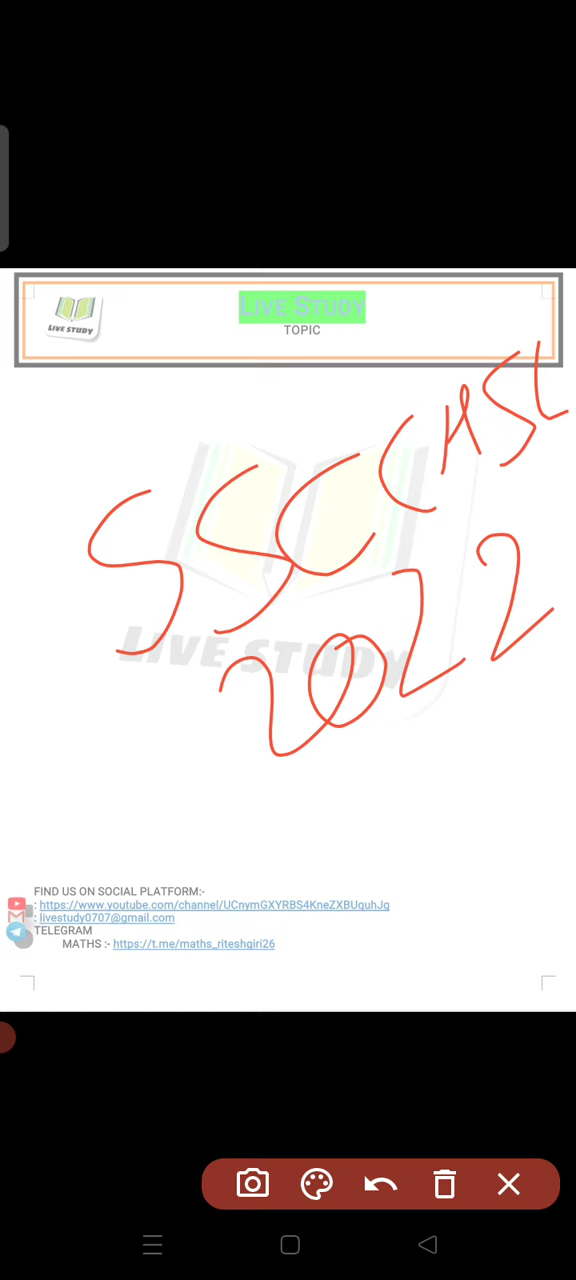 LIVE STUDY
LIVE STUDY
TOPIC
SSC CHSL
2022
LIVE STUDY
FIND US ON SOCIAL PLATFORM:-
: https://www.youtube.com/channel/UCnymGXYRBS4KneZXBUquhJg
: livestudy0707@gmail.com
TELEGRAM
MATHS :- https://t.me/maths_riteshgiri26